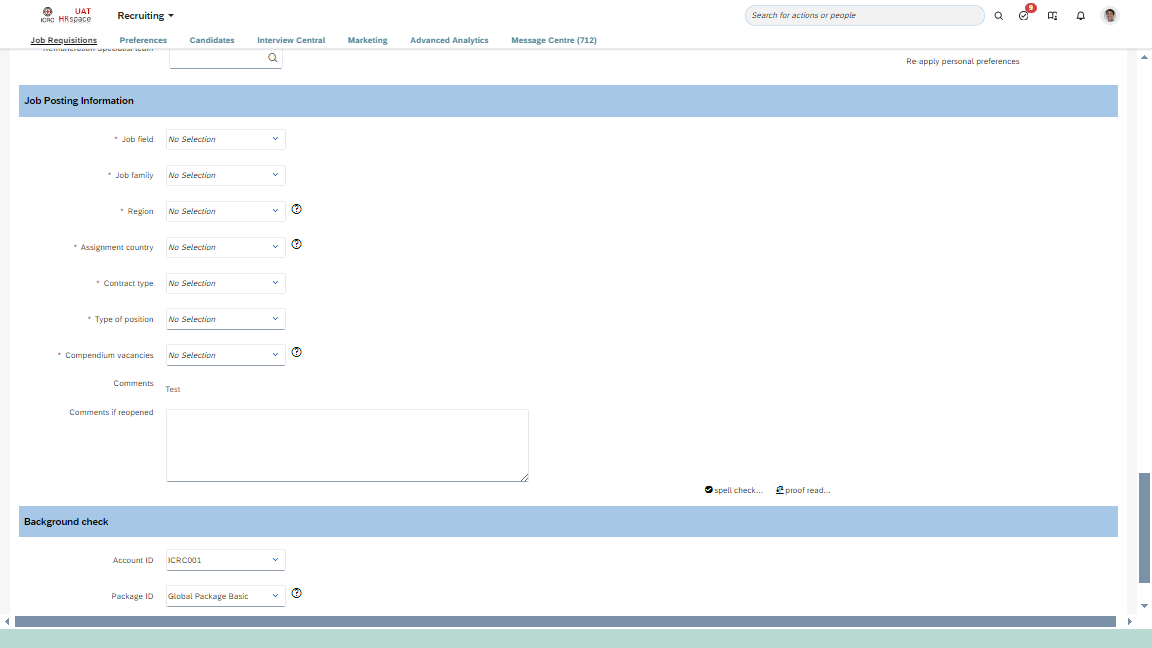 ICRC
UAT
HRspace
Recruiting
Search for actions or people
9
Job Requisitions
Preferences
Candidates
Interview Central
Marketing
Advanced Analytics
Message Centre (712)
Remuneration Specialist team
Re-apply personal preferences
Job Posting Information
* Job field
No Selection
* Job family
No Selection
* Region
No Selection
* Assignment country
No Selection
* Contract type
No Selection
* Type of position
No Selection
* Compendium vacancies
No Selection
Comments
Test
Comments if reopened
spell check...
proof read...
Background check
Account ID
ICRC001
Package ID
Global Package Basic